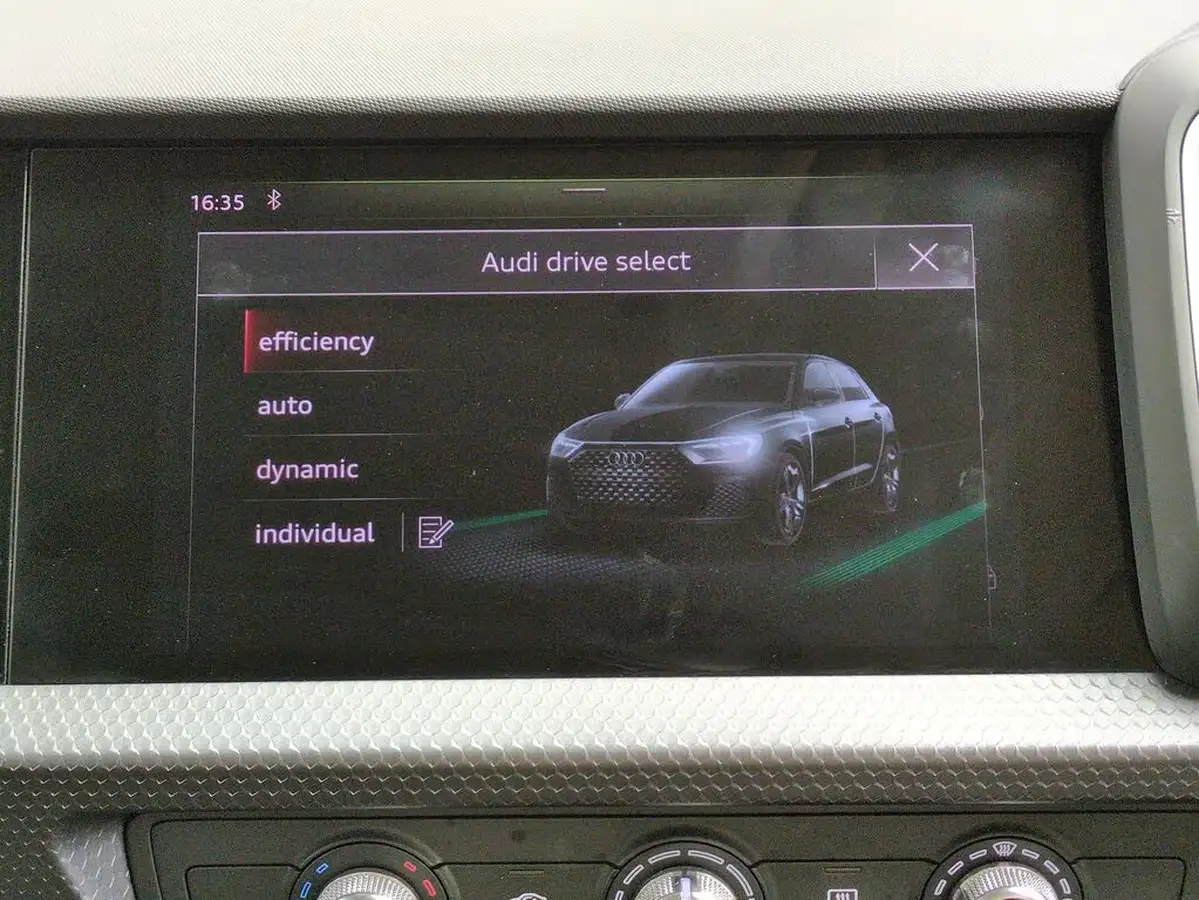 16:35
Audi drive select
efficiency
auto
dynamic
individual